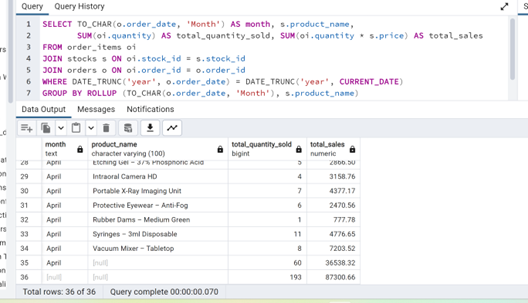 Query Query History
1 SELECT TO_CHAR(o.order_date, 'Month') AS month, s.product_name,
2 SUM(oi.quantity) AS total_quantity_sold, SUM(oi.quantity * s.price) AS total_sales
3 FROM order_items oi
4 JOIN stocks s ON oi.stock_id = s.stock_id
5 JOIN orders o ON oi.order_id = o.order_id
6 WHERE DATE_TRUNC('year', o.order_date) = DATE_TRUNC('year', CURRENT_DATE)
7 GROUP BY ROLLUP (TO_CHAR(o.order_date, 'Month'), s.product_name)
Data Output Messages Notifications
month product_name total_quantity_sold total_sales
text character varying (100) bigint numeric
28 April Etching Gel – 37% Phosphoric Acid 5 2866.50
29 April Intraoral Camera HD 4 3158.76
30 April Portable X-Ray Imaging Unit 7 4377.17
31 April Protective Eyewear – Anti-Fog 6 2470.56
32 April Rubber Dams – Medium Green 1 777.78
33 April Syringes – 3ml Disposable 11 4776.65
34 April Vacuum Mixer – Tabletop 8 7203.52
35 April [null] 60 36538.32
36 [null] [null] 193 87300.66
Total rows: 36 of 36 Query complete 00:00:00.070